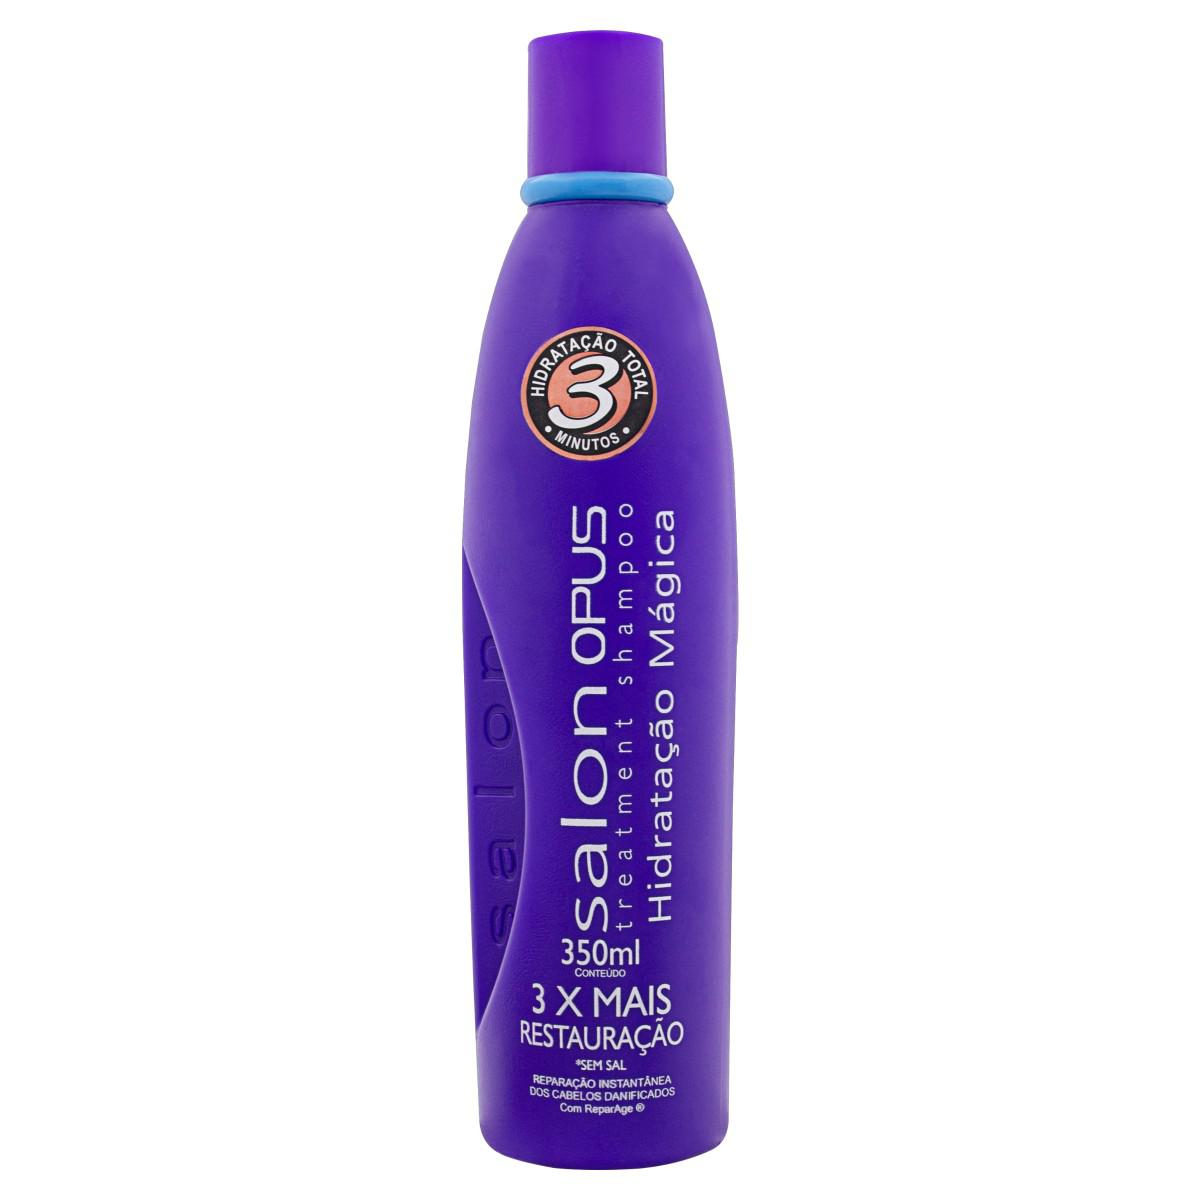 HIDRATAÇÃO TOTAL
3
• MINUTOS •
salon OPUS
treatment shampoo
Hidratação Mágica
salon
350ml
CONTEÚDO
3 X MAIS
RESTAURAÇÃO
*SEM SAL
REPARAÇÃO INSTANTÂNEA
DOS CABELOS DANIFICADOS
Com ReparAge ®